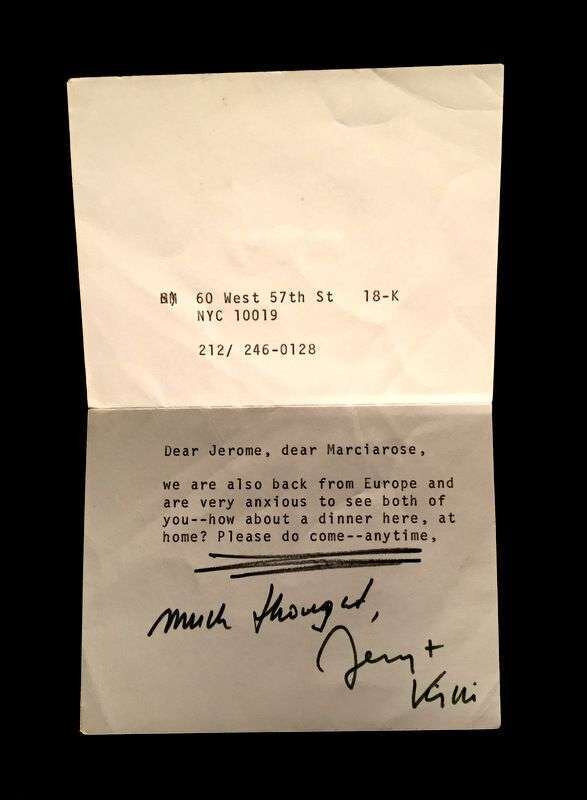 60 West 57th St 18-K
NYC 10019
212/ 246-0128
Dear Jerome, dear Marciarose,
we are also back from Europe and
are very anxious to see both of
you--how about a dinner here, at
home? Please do come--anytime,
much thought,
Jerzy +
Kiki